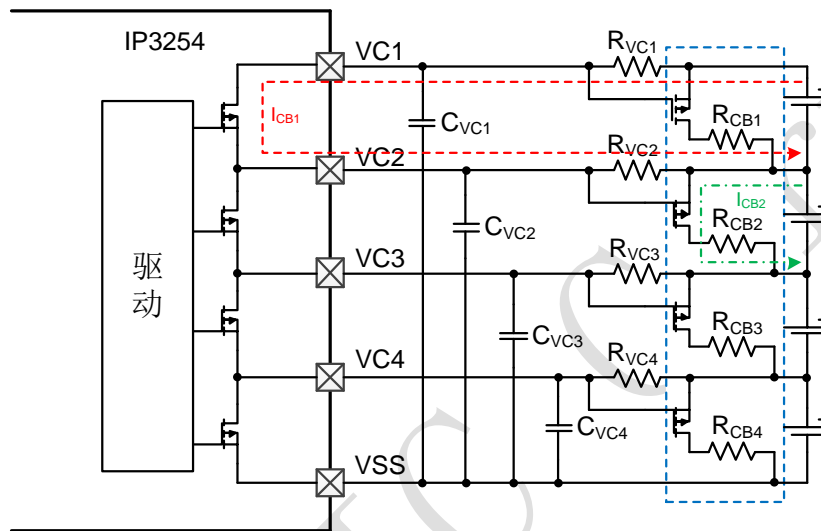 IP3254
VC1
RVC1
ICB1
CVC1
RCB1
VC2
RVC2
ICB2
CVC2
RCB2
驱动
VC3
RVC3
CVC3
RCB3
VC4
RVC4
CVC4
RCB4
VSS